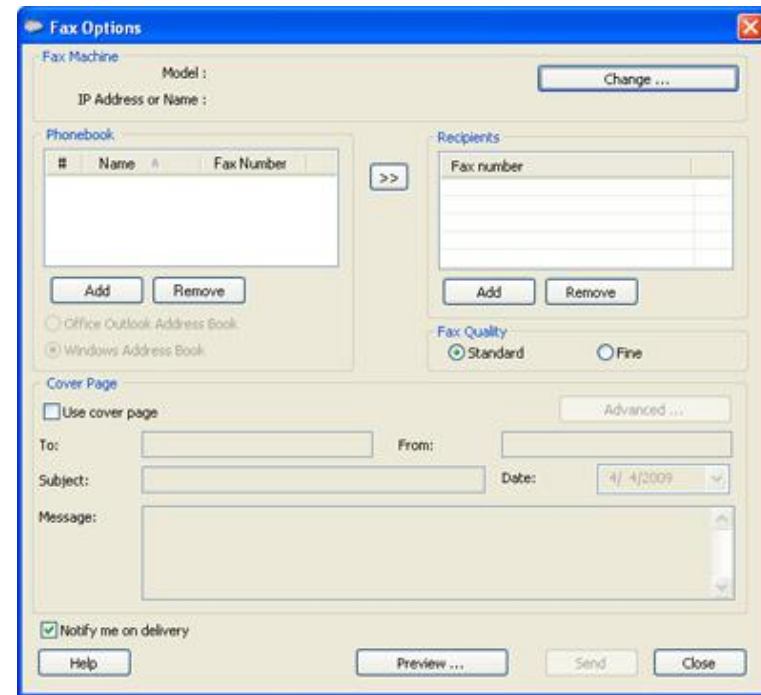 Fax Options
Fax Machine
Model :
Change ...
IP Address or Name :
Phonebook
# Name Fax Number
>>
Recipients
Fax number
Add Remove
Add Remove
Office Outlook Address Book
Windows Address Book
Fax Quality
Standard Fine
Cover Page
Use cover page
Advanced ...
To: From:
Subject: Date: 4/ 4/2009
Message:
Notify me on delivery
Help Preview ... Send Close